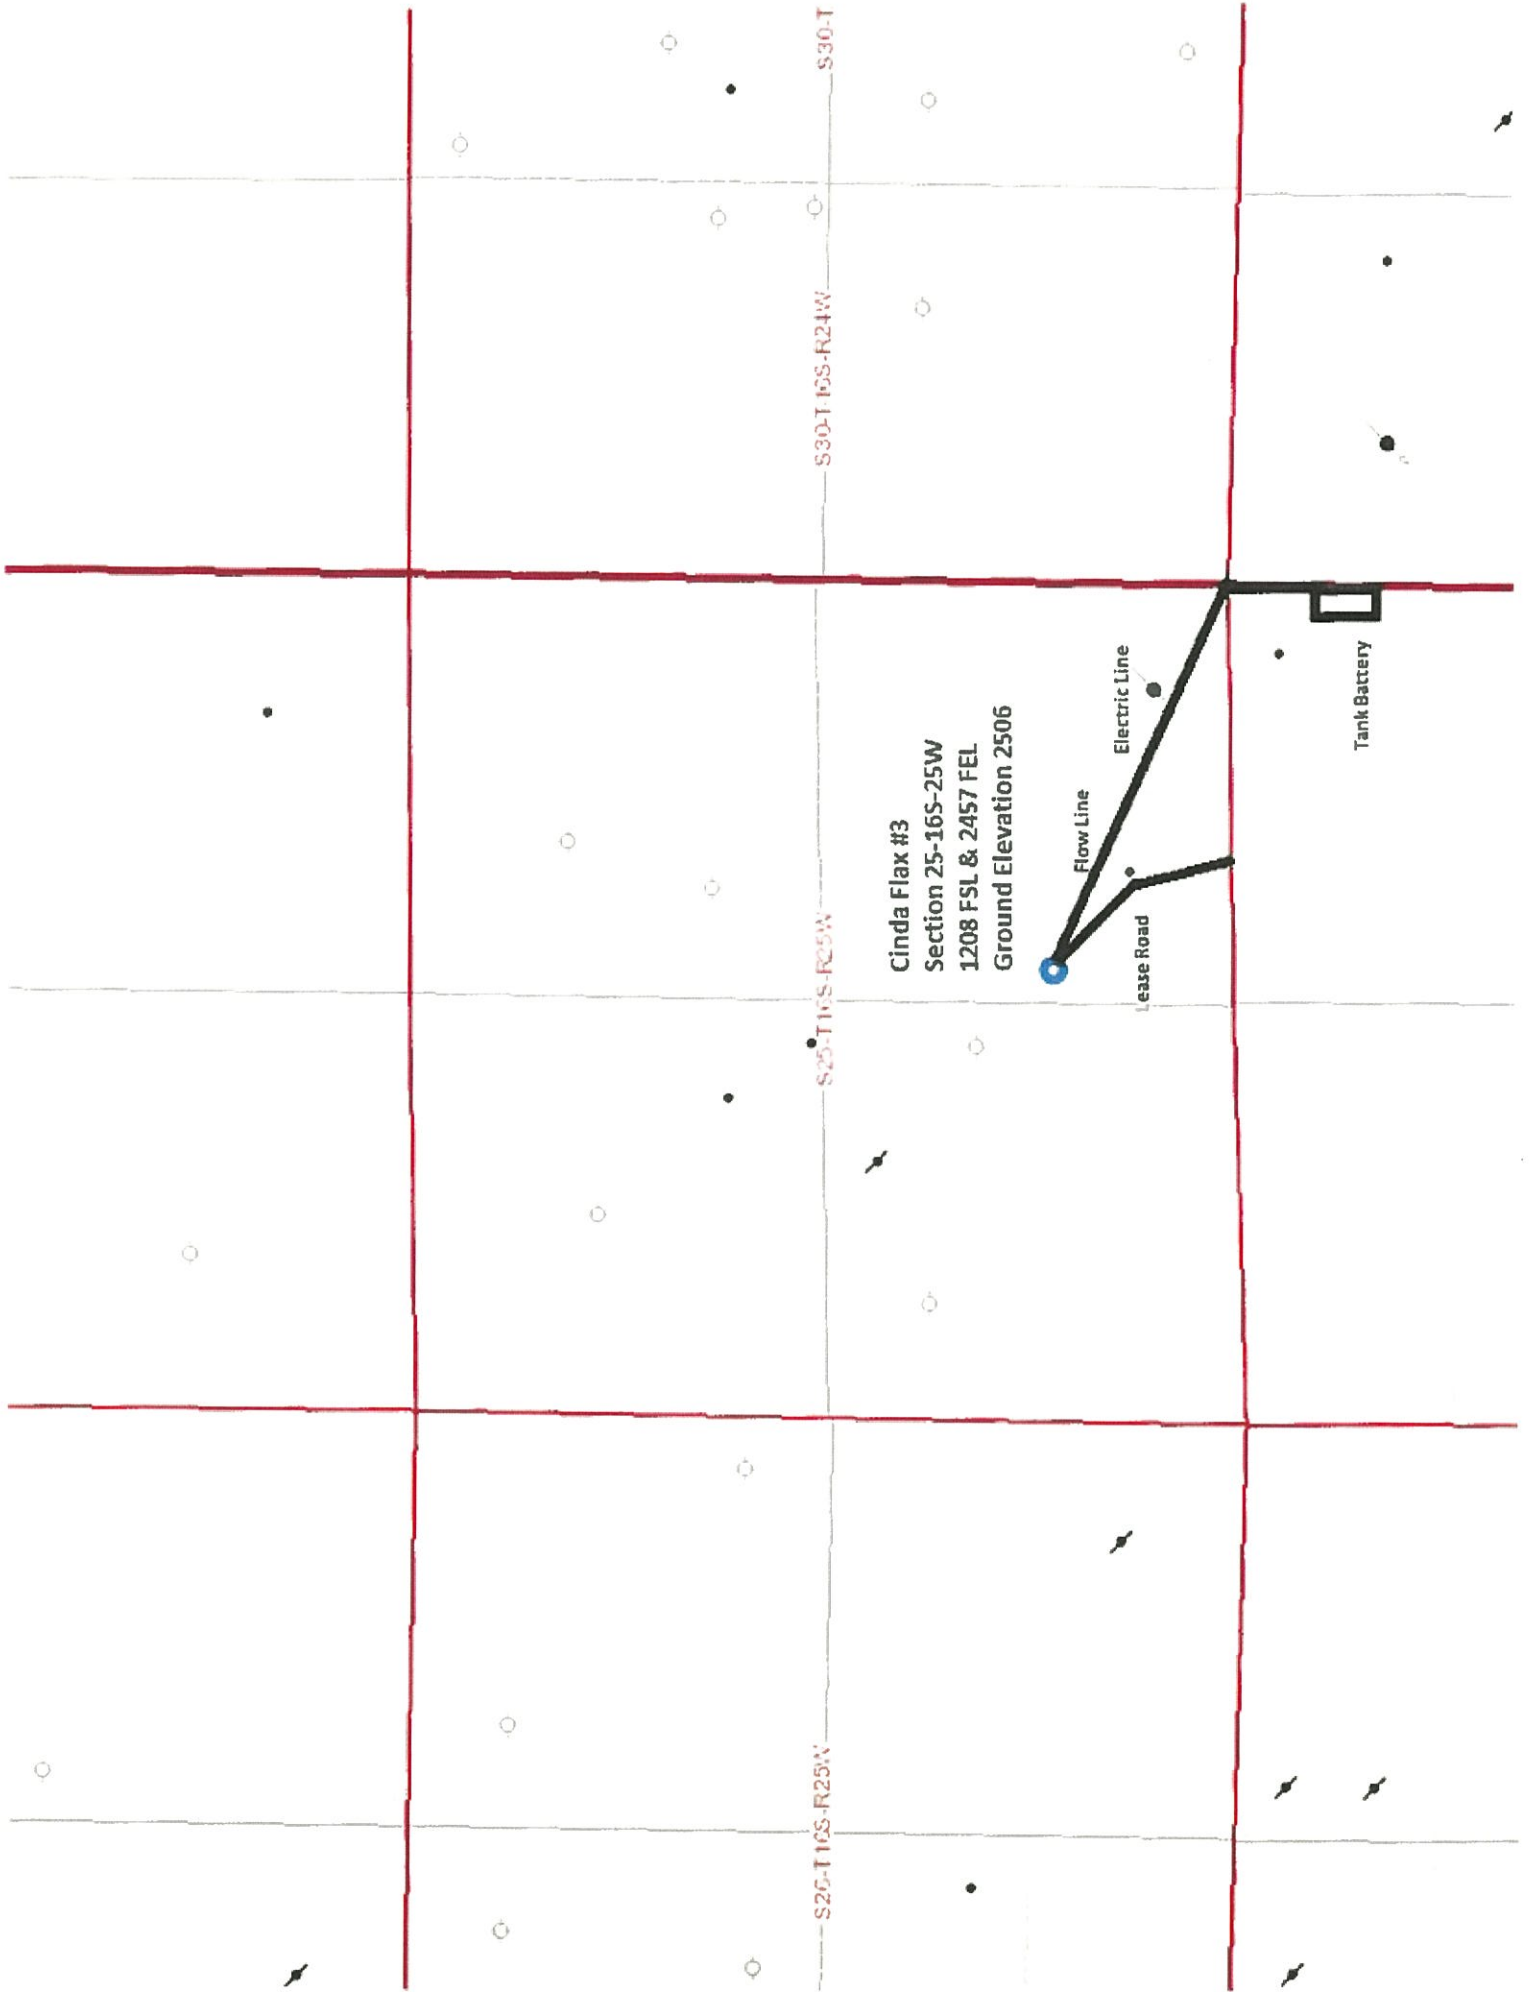 S26-T16S-R25W
S25-T16S-R25W
S30-T16S-R24W
S30-T
Cinda Flax #3
Section 25-16S-25W
1208 FSL & 2457 FEL
Ground Elevation 2506
Flow Line
Electric Line
Lease Road
Tank Battery